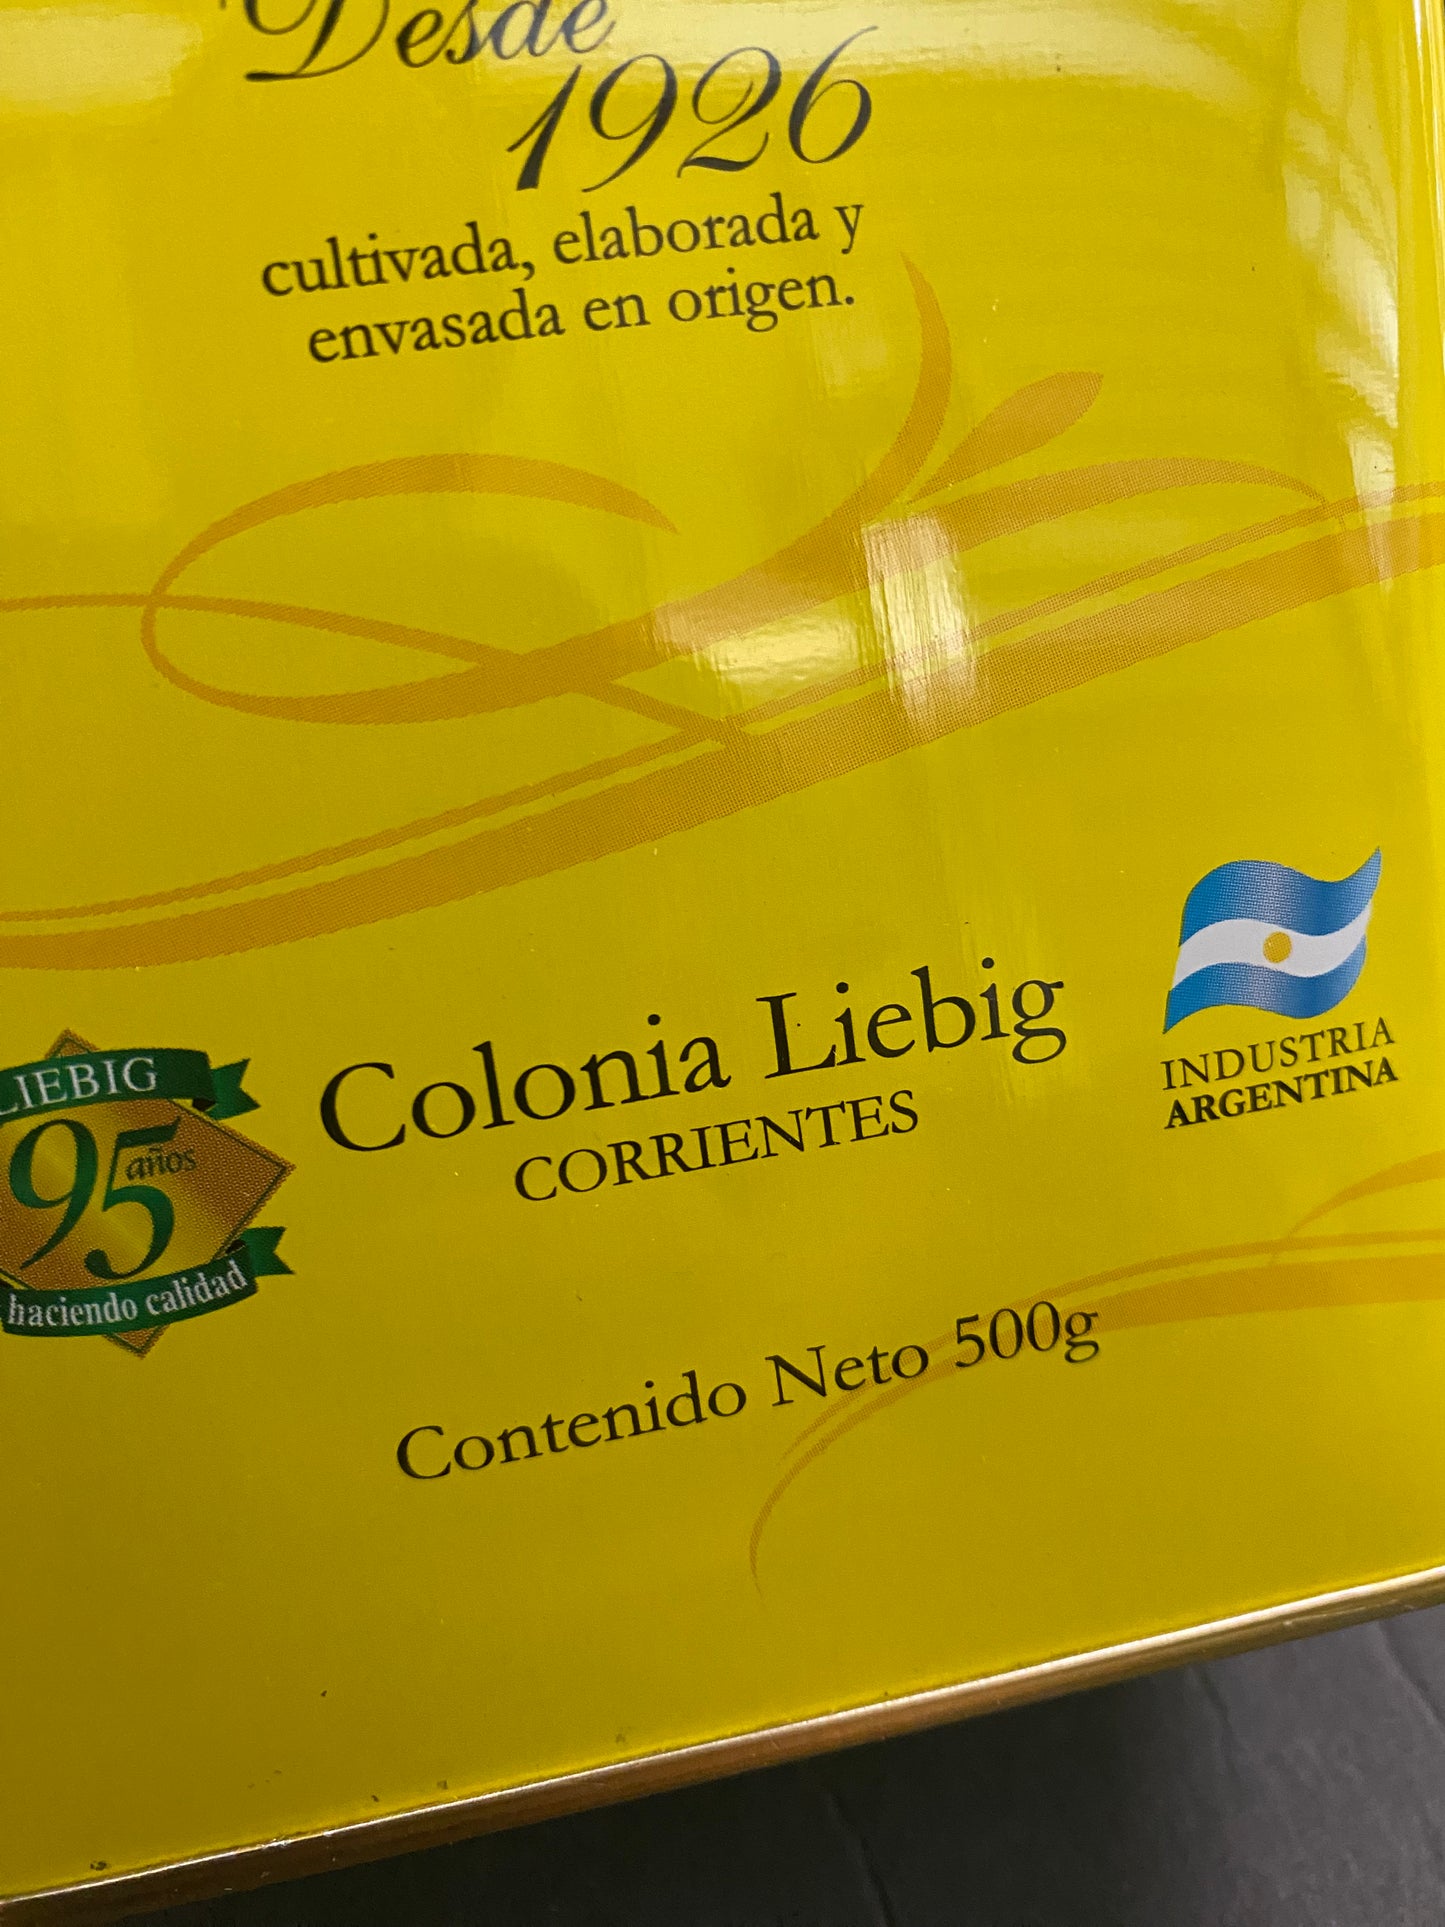 Desde
1926
cultivada, elaborada y
envasada en origen.
LIEBIG
95
años
haciendo calidad
Colonia Liebig
CORRIENTES
INDUSTRIA
ARGENTINA
Contenido Neto 500g